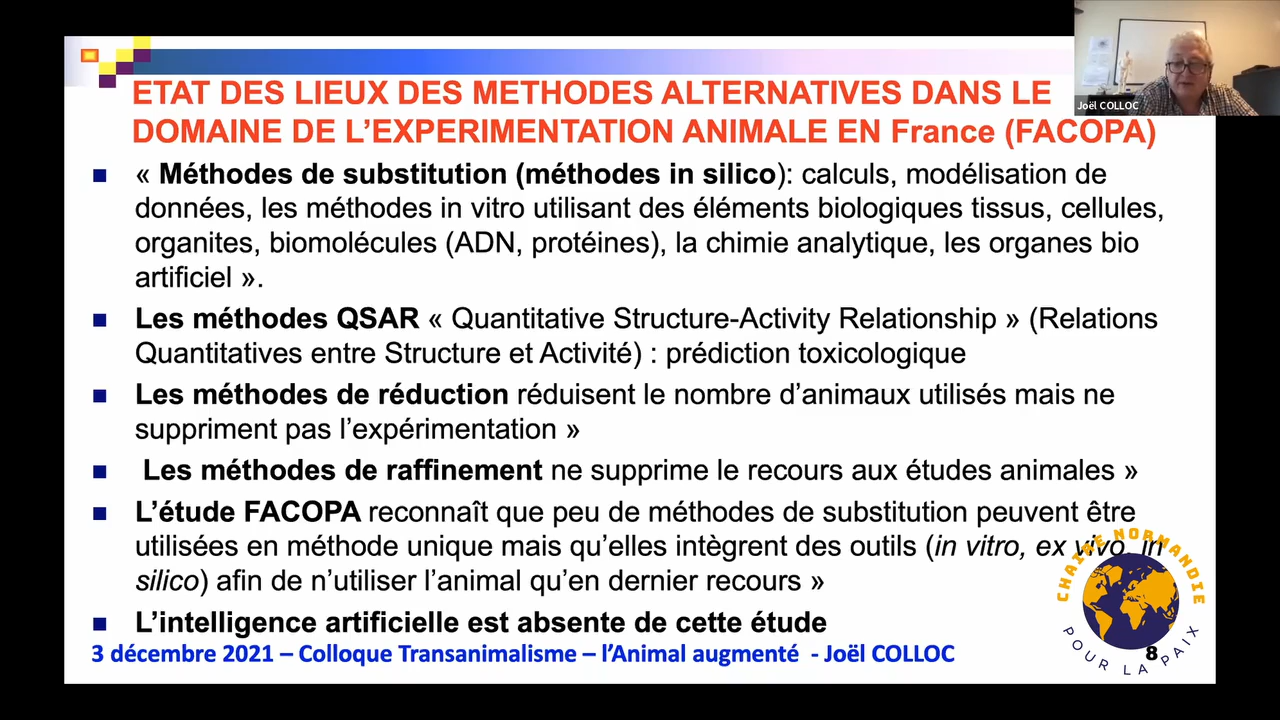 Joël COLLOC
ETAT DES LIEUX DES METHODES ALTERNATIVES DANS LE
DOMAINE DE L'EXPERIMENTATION ANIMALE EN France (FACOPA)
« Méthodes de substitution (méthodes in silico): calculs, modélisation de
données, les méthodes in vitro utilisant des éléments biologiques tissus, cellules,
organites, biomolécules (ADN, protéines), la chimie analytique, les organes bio
artificiel ».
Les méthodes QSAR « Quantitative Structure-Activity Relationship » (Relations
Quantitatives entre Structure et Activité) : prédiction toxicologique
Les méthodes de réduction réduisent le nombre d'animaux utilisés mais ne
suppriment pas l'expérimentation »
Les méthodes de raffinement ne supprime le recours aux études animales »
L'étude FACOPA reconnaît que peu de méthodes de substitution peuvent être
utilisées en méthode unique mais qu'elles intègrent des outils (in vitro, ex vivo, in
silico) afin de n'utiliser l'animal qu'en dernier recours »
L'intelligence artificielle est absente de cette étude
3 décembre 2021 – Colloque Transanimalisme – l'Animal augmenté - Joël COLLOC
CHAIRE NORMANDIE
POUR LA PAIX
8